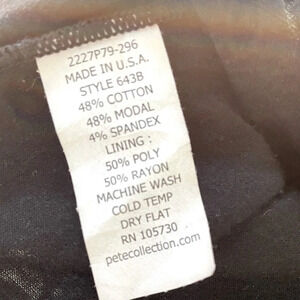 2227P79-296
MADE IN U.S.A.
STYLE 643B
48% COTTON
48% MODAL
4% SPANDEX
LINING :
50% POLY
50% RAYON
MACHINE WASH
COLD TEMP
DRY FLAT
RN 105730
petecollection.com